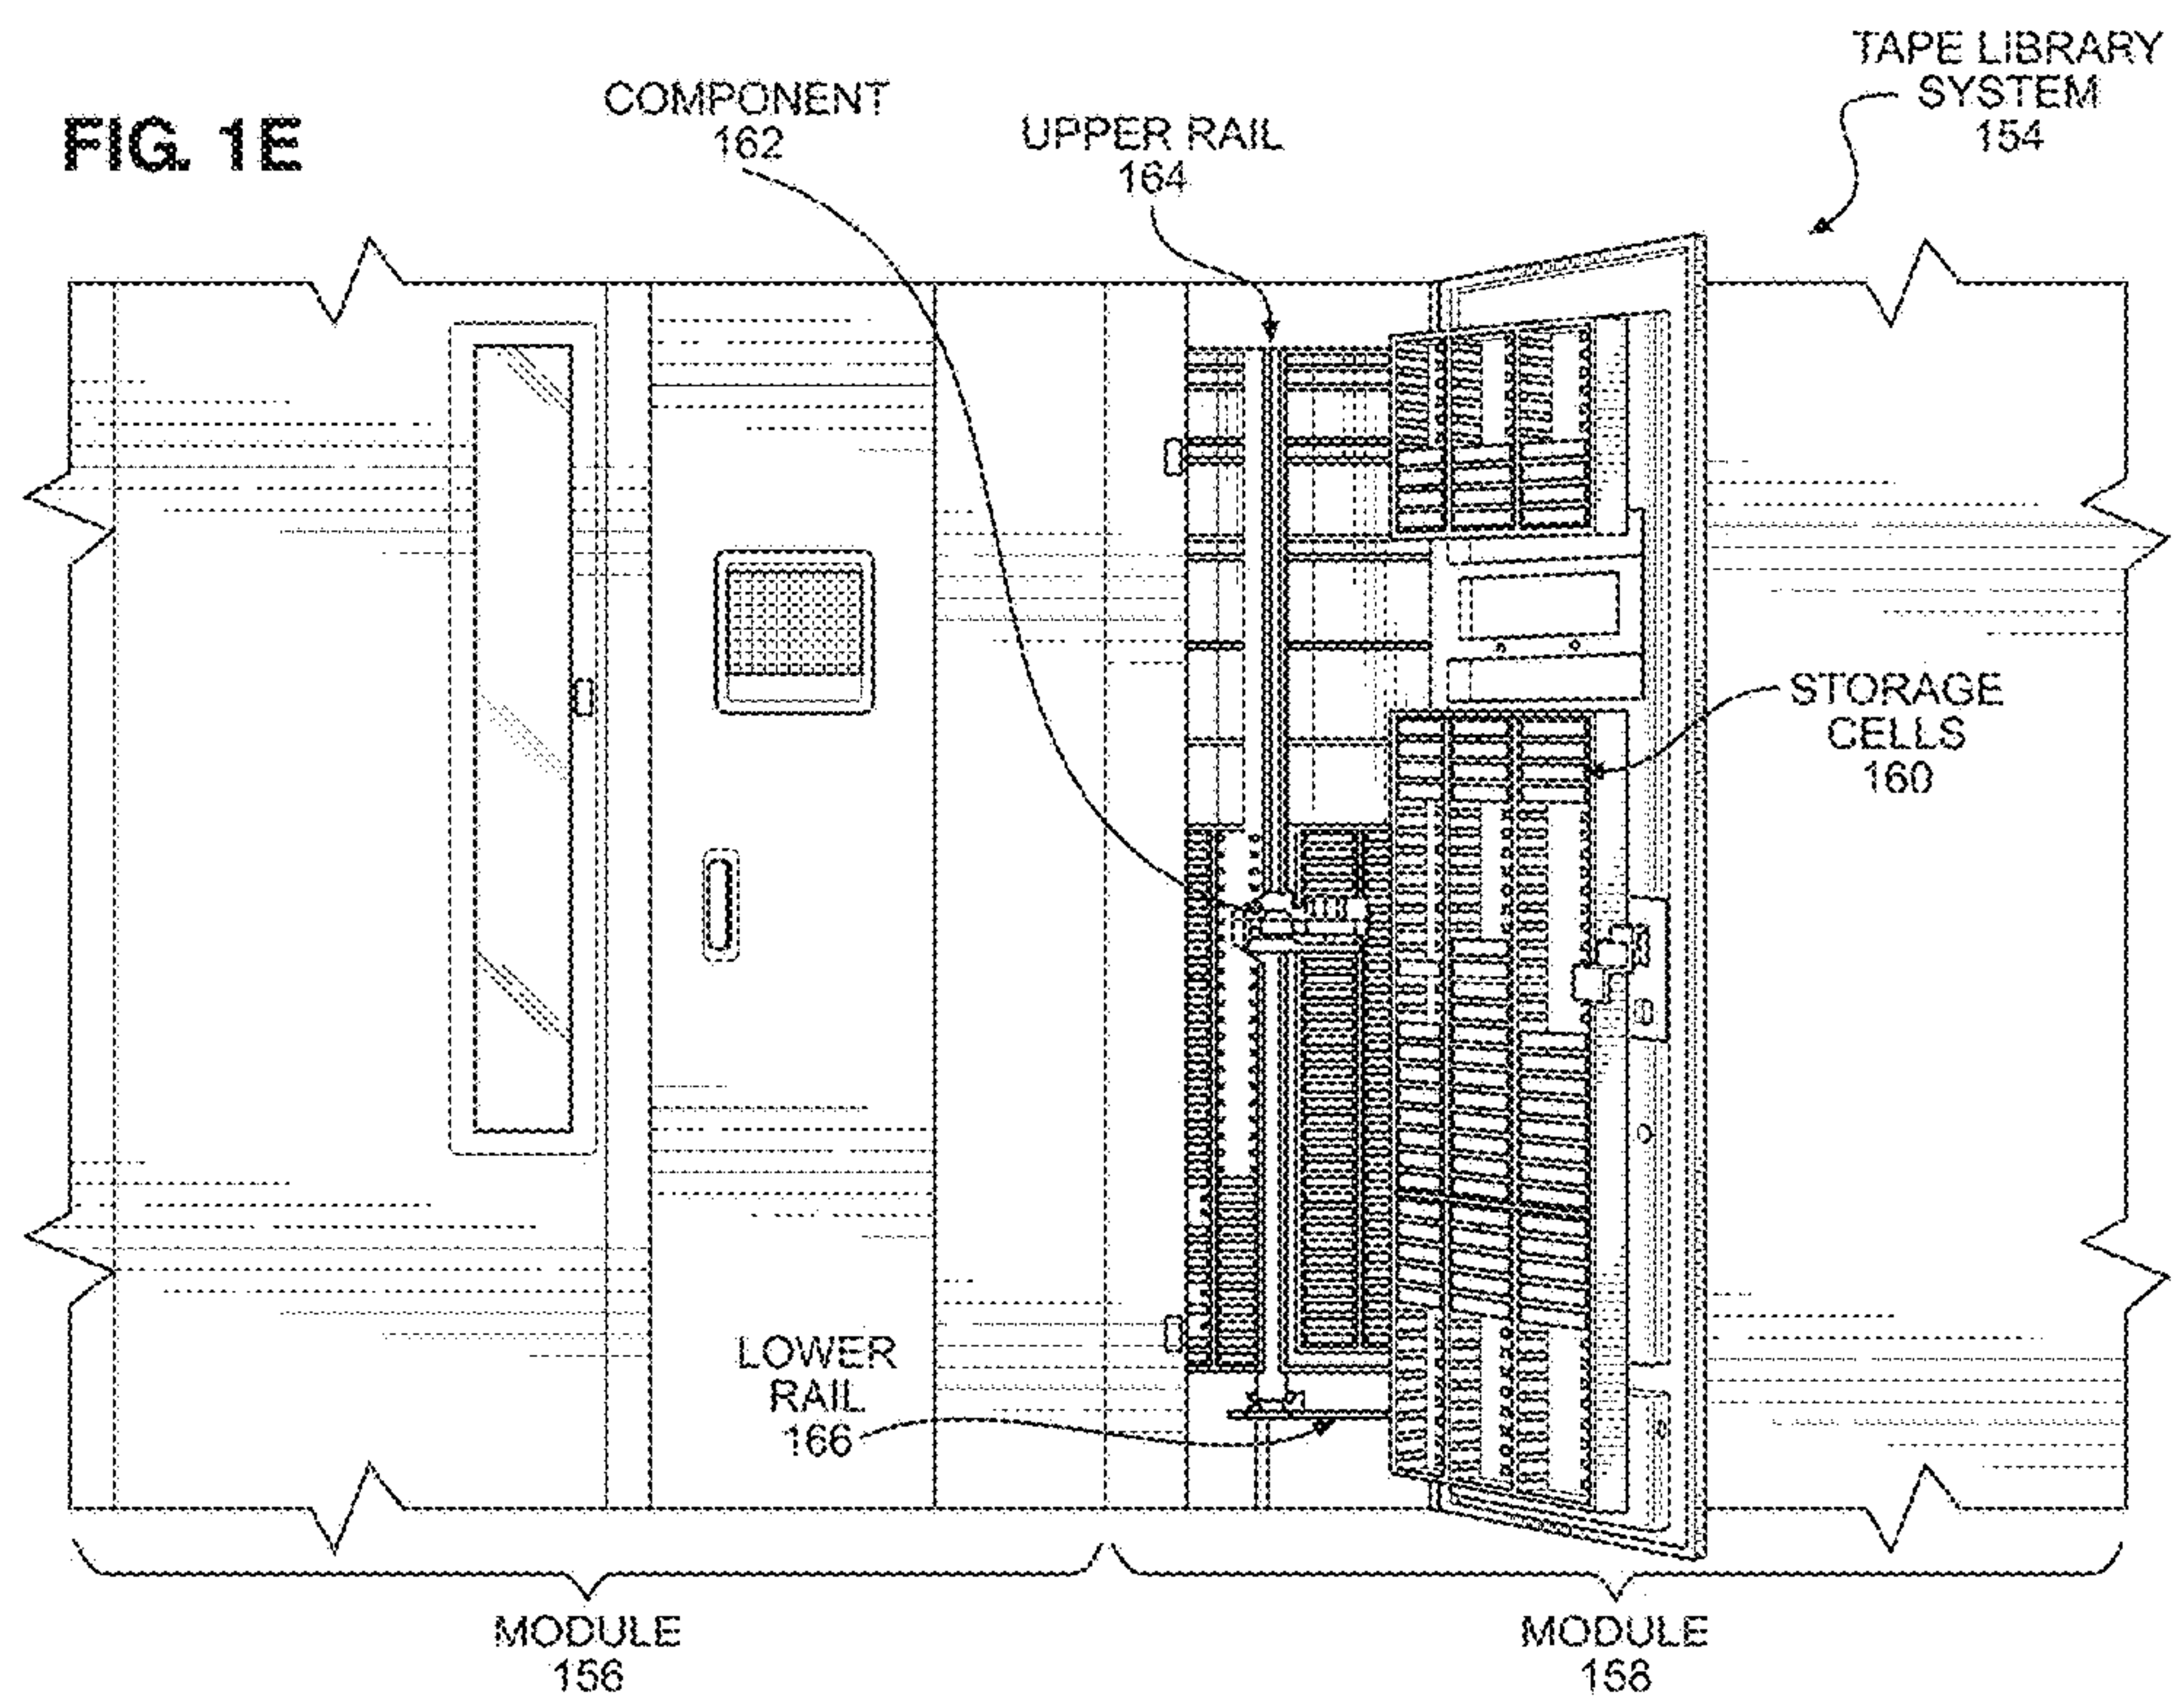 FIG. 1E
COMPONENT
162
UPPER RAIL
164
TAPE LIBRARY
SYSTEM
154
STORAGE
CELLS
160
LOWER
RAIL
166
MODULE
156
MODULE
158